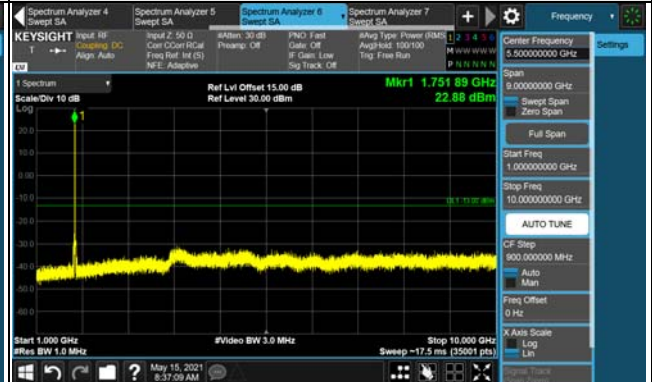 Spectrum Analyzer 4
Swept SA
Spectrum Analyzer 5
Swept SA
Spectrum Analyzer 6
Swept SA
Spectrum Analyzer 7
Swept SA
Frequency
KEYSIGHT
Input: RF
Coupling: DC
Align: Auto
Input Z: 50 Ω
Corr CCorr RCal
Freq Ref: Int (S)
NFE: Adaptive
#Atten: 30 dB
Preamp: Off
PNO: Fast
Gate: Off
IF Gain: Low
Sig Track: Off
#Avg Type: Power (RMS
Avg|Hold: 100/100
Trig: Free Run
1 2 3 4 5 6
M W W W W W
P N N N N N
Settings
Center Frequency
5.500000000 GHz
Span
9.00000000 GHz
Swept Span
Zero Span
Full Span
Start Freq
1.000000000 GHz
Stop Freq
10.000000000 GHz
AUTO TUNE
CF Step
900.000000 MHz
Auto
Man
Freq Offset
0 Hz
X Axis Scale
Log
Lin
Signal Track
1 Spectrum
Scale/Div 10 dB
Log
Ref Lvl Offset 15.00 dB
Ref Level 30.00 dBm
Mkr1 1.751 89 GHz
22.88 dBm
1
20.0
10.0
0.00
-10.0
DL1 -13.00 dBm
-20.0
-30.0
-40.0
-50.0
-60.0
Start 1.000 GHz
#Res BW 1.0 MHz
#Video BW 3.0 MHz
Stop 10.000 GHz
Sweep ~17.5 ms (35001 pts)
May 15, 2021
8:37:09 AM